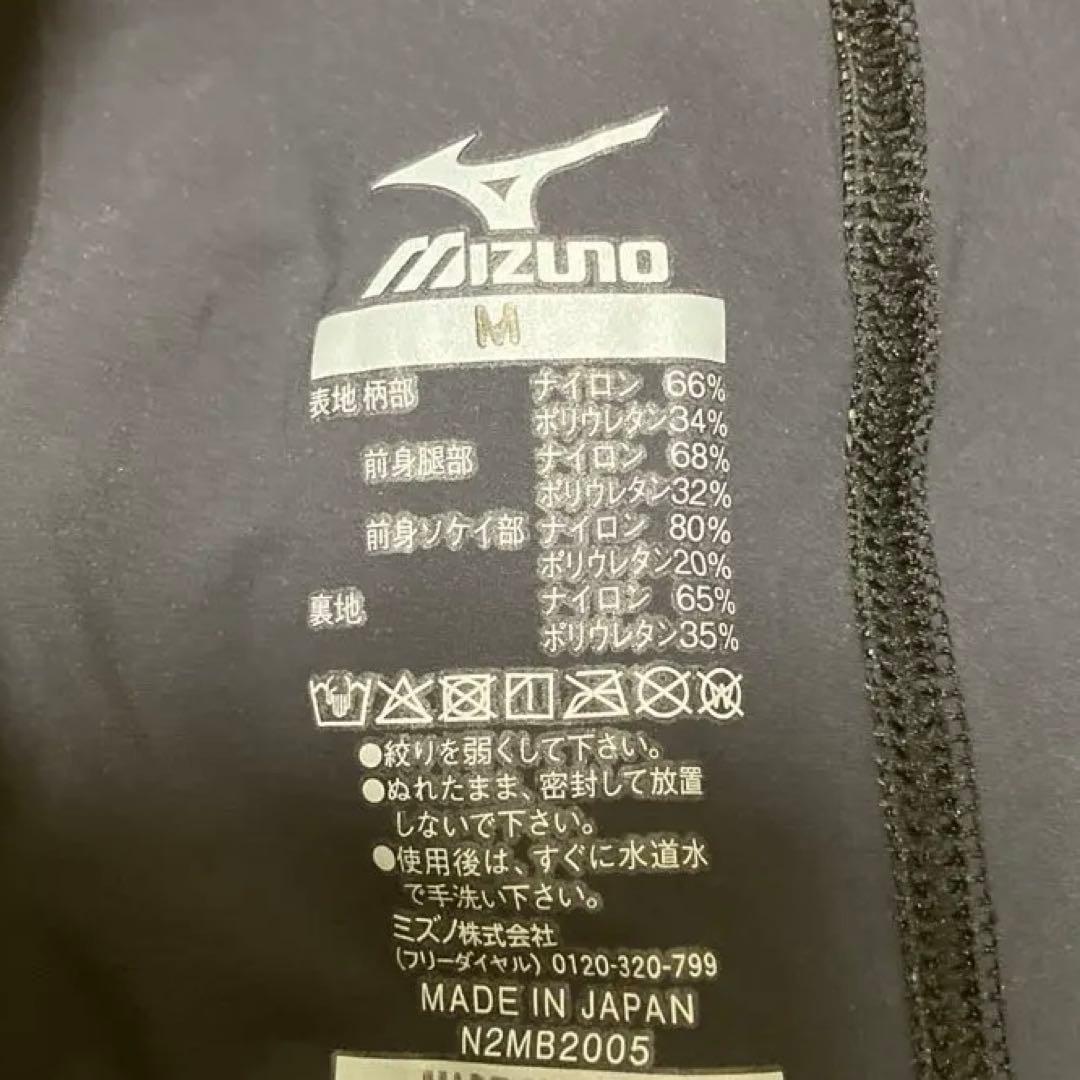 MIZUNO
M
表地 柄部 ナイロン 66%
ポリウレタン34%
前身腿部 ナイロン 68%
ポリウレタン32%
前身ソケイ部 ナイロン 80%
ポリウレタン20%
裏地 ナイロン 65%
ポリウレタン35%
●絞りを弱くして下さい。
●ぬれたまま、密封して放置
しないで下さい。
●使用後は、すぐに水道水
で手洗い下さい。
ミズノ株式会社
(フリーダイヤル) 0120-320-799
MADE IN JAPAN
N2MB2005